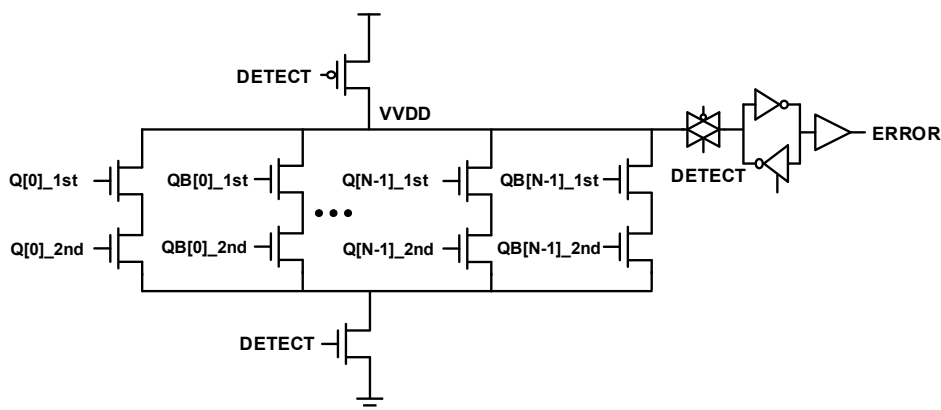 DETECT
VVDD
ERROR
DETECT
Q[0]_1st
QB[0]_1st
Q[N-1]_1st
QB[N-1]_1st
Q[0]_2nd
QB[0]_2nd
Q[N-1]_2nd
QB[N-1]_2nd
DETECT